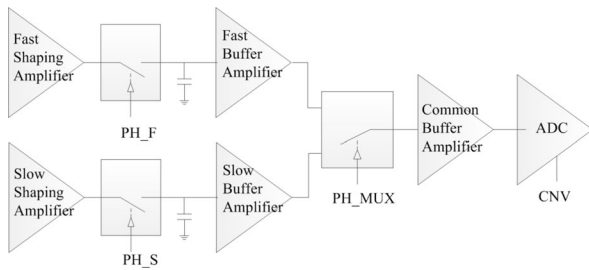 Fast
Shaping
Amplifier
PH_F
Fast
Buffer
Amplifier
Slow
Shaping
Amplifier
PH_S
Slow
Buffer
Amplifier
PH_MUX
Common
Buffer
Amplifier
ADC
CNV